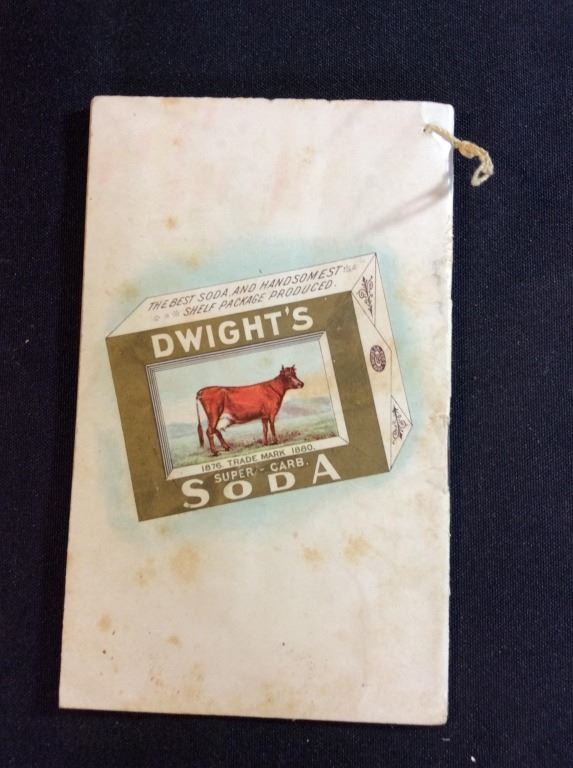 THE BEST SODA AND HANDSOMEST
SHELF PACKAGE PRODUCED.
DWIGHT'S
1876. TRADE MARK 1880.
SUPER-CARB.
SODA